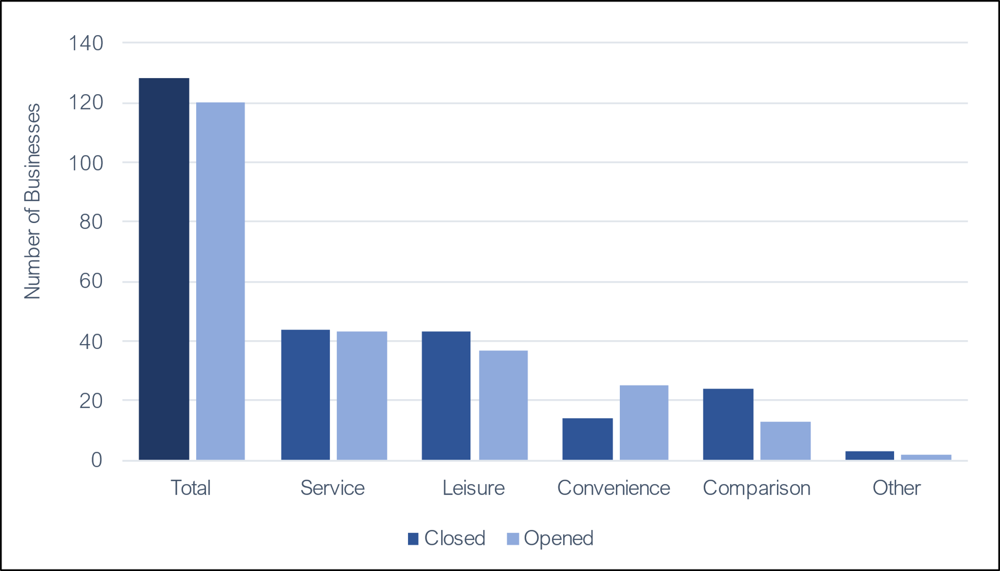 Number of Businesses
140
120
100
80
60
40
20
0
Total Service Leisure Convenience Comparison Other
Closed Opened